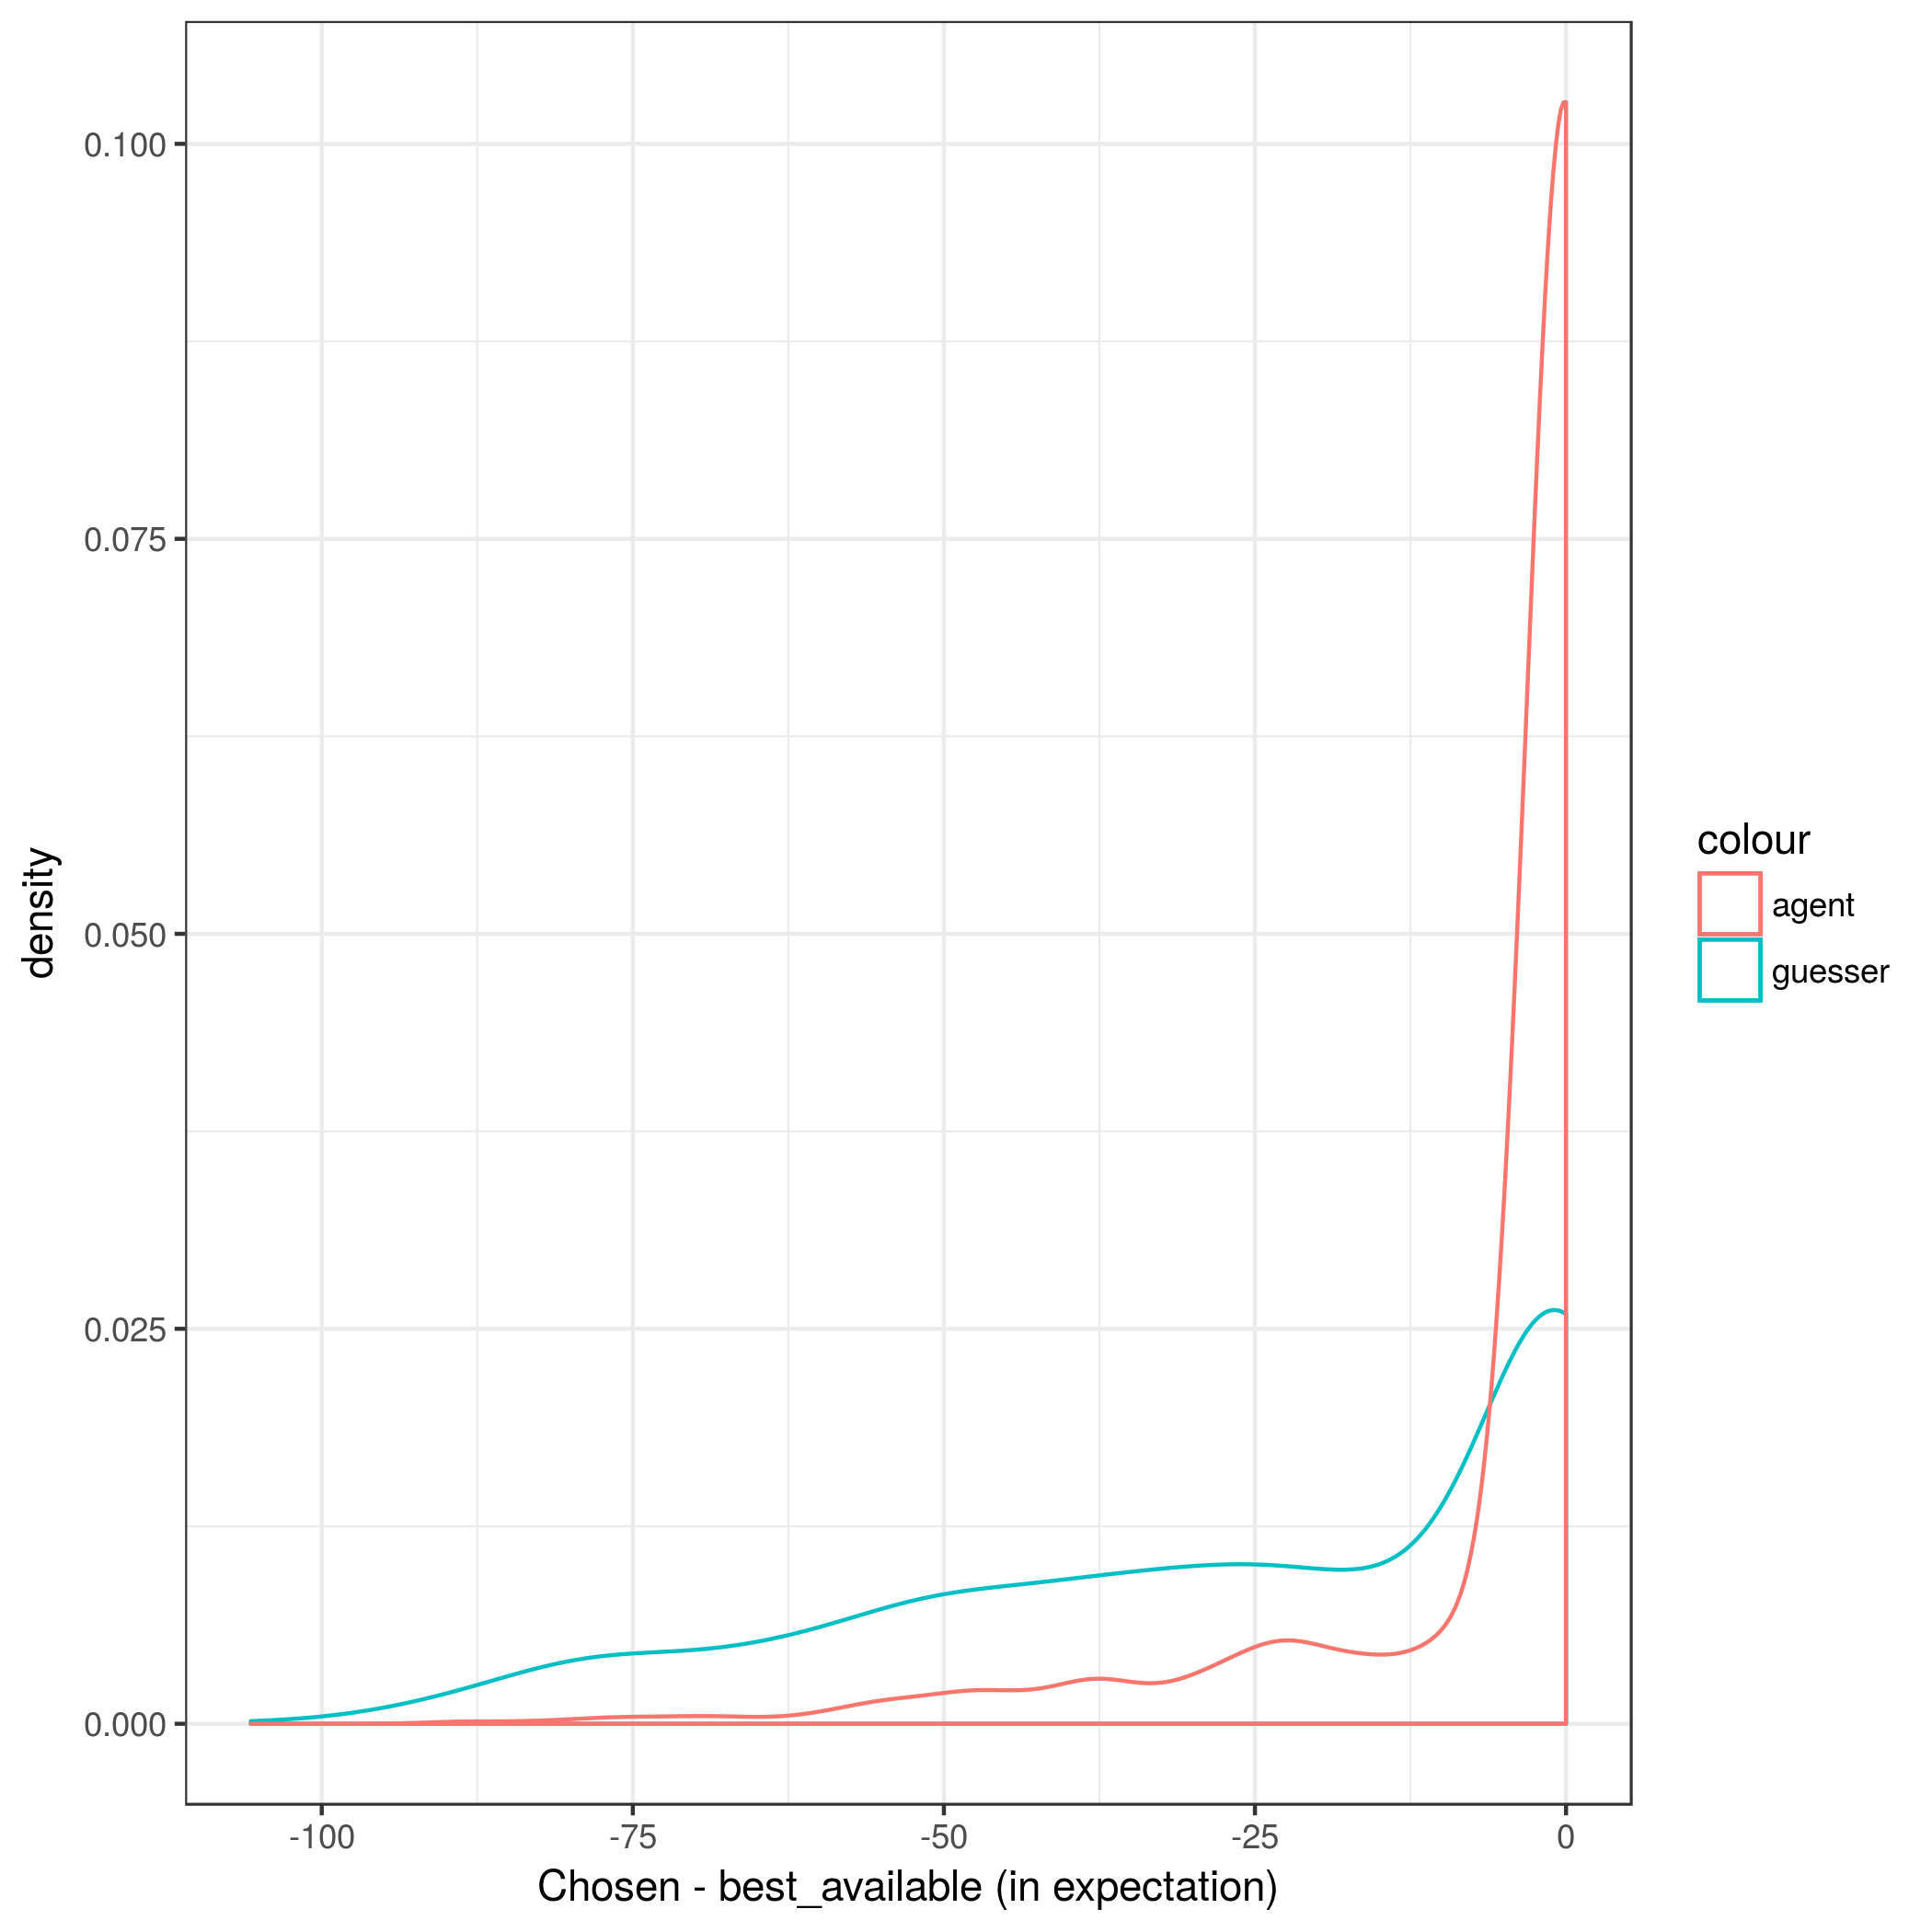 density
0.100
0.075
0.050
0.025
0.000
-100 -75 -50 -25 0
Chosen - best_available (in expectation)
colour
agent
guesser